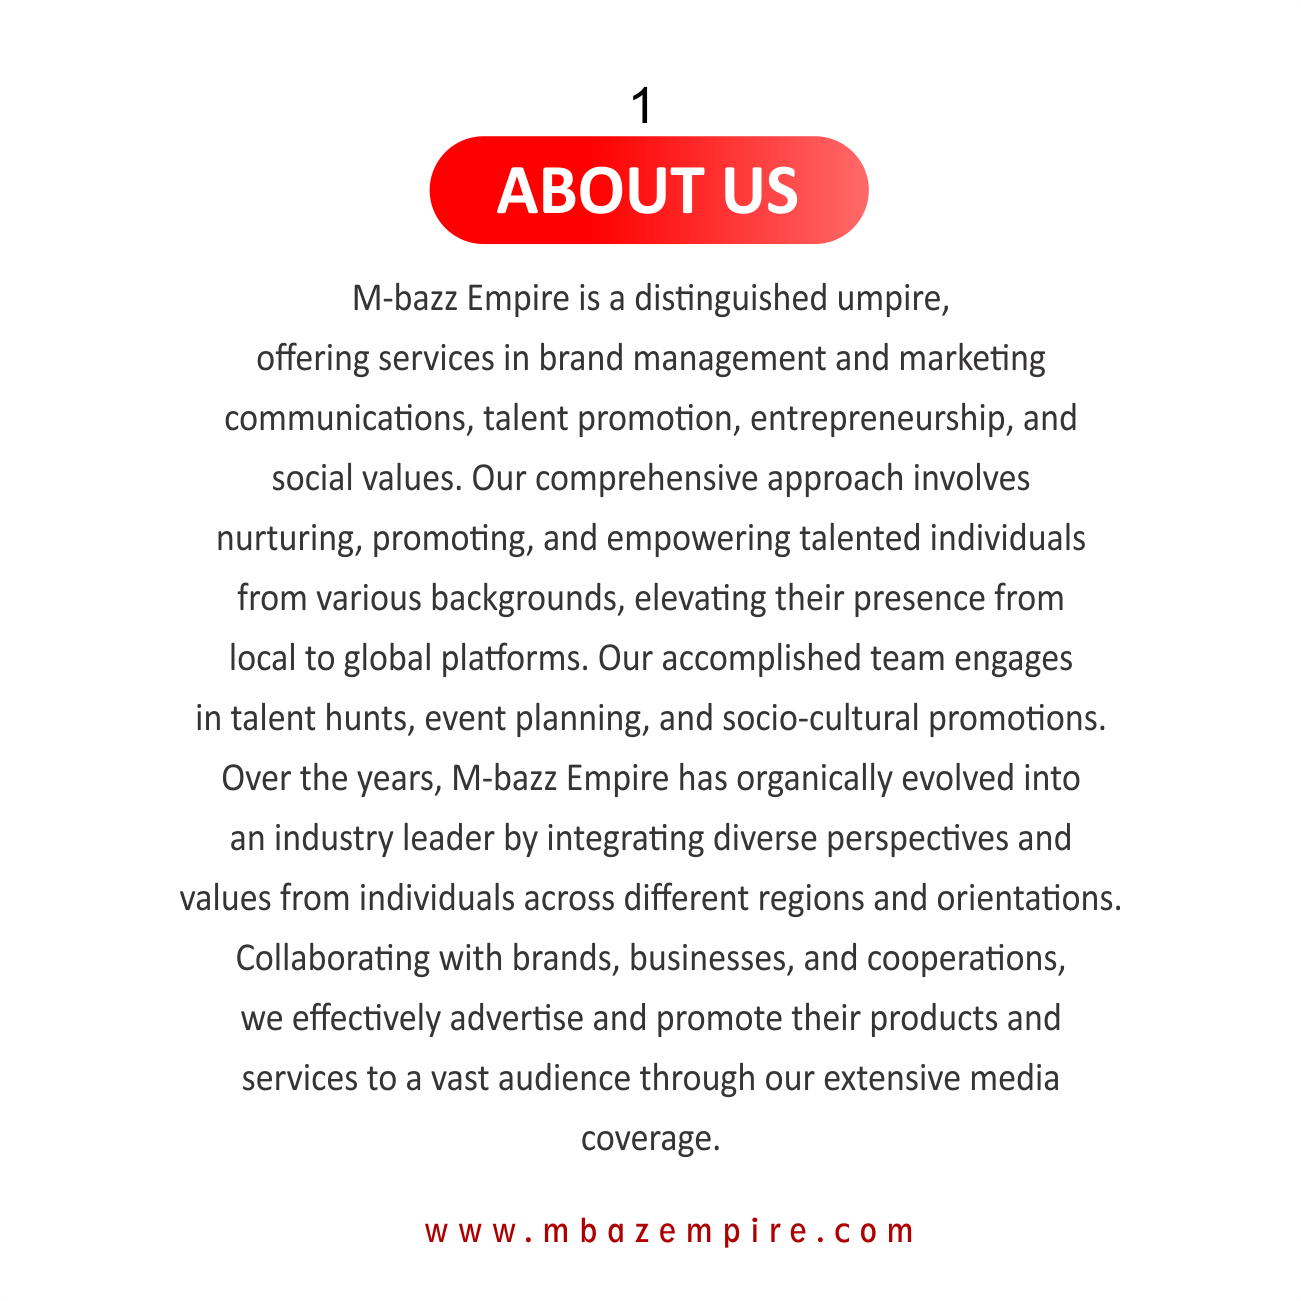 1
ABOUT US
M-bazz Empire is a distinguished umpire,
offering services in brand management and marketing
communications, talent promotion, entrepreneurship, and
social values. Our comprehensive approach involves
nurturing, promoting, and empowering talented individuals
from various backgrounds, elevating their presence from
local to global platforms. Our accomplished team engages
in talent hunts, event planning, and socio-cultural promotions.
Over the years, M-bazz Empire has organically evolved into
an industry leader by integrating diverse perspectives and
values from individuals across different regions and orientations.
Collaborating with brands, businesses, and cooperations,
we effectively advertise and promote their products and
services to a vast audience through our extensive media
coverage.
www.mbazempire.com